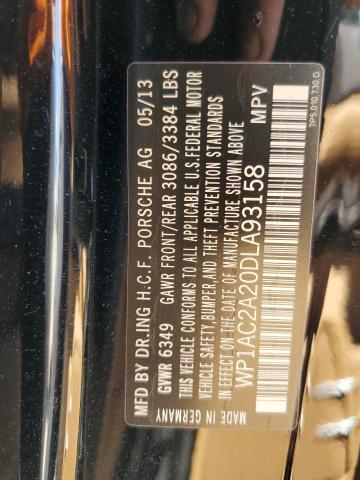 MFD BY DR.ING H.C.F. PORSCHE AG 05/13
GVWR 6349 GAWR FRONT/REAR 3086/3384 LBS
THIS VEHICLE CONFORMS TO ALL APPLICABLE U.S.FEDERAL MOTOR
VEHICLE SAFETY,BUMPER,AND THEFT PREVENTION STANDARDS
IN EFFECT ON THE DATE OF MANUFACTURE SHOWN ABOVE
WP1AC2A20DLA93158 MPV
MADE IN GERMANY
7P5.010.730.G